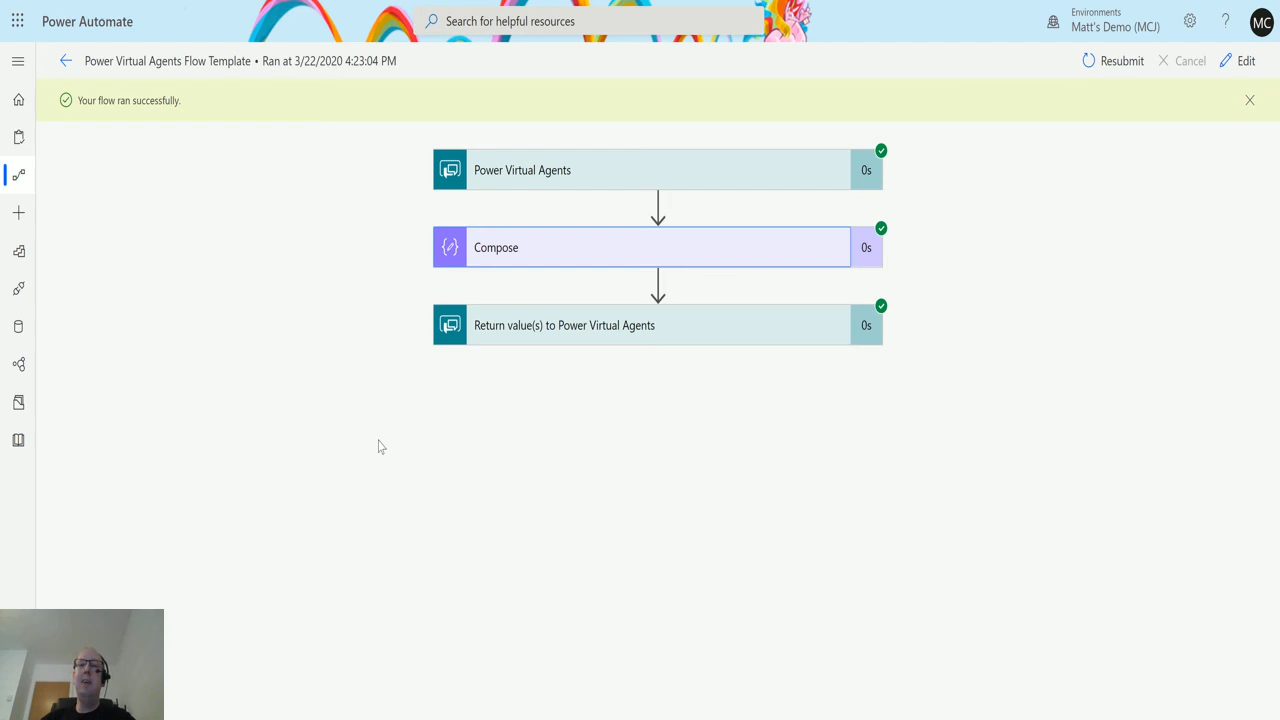 Power Automate
Search for helpful resources
Environments
Matt's Demo (MCJ)
?
MC
Power Virtual Agents Flow Template • Ran at 3/22/2020 4:23:04 PM
Resubmit
Cancel
Edit
Your flow ran successfully.
Power Virtual Agents
0s
Compose
0s
Return value(s) to Power Virtual Agents
0s